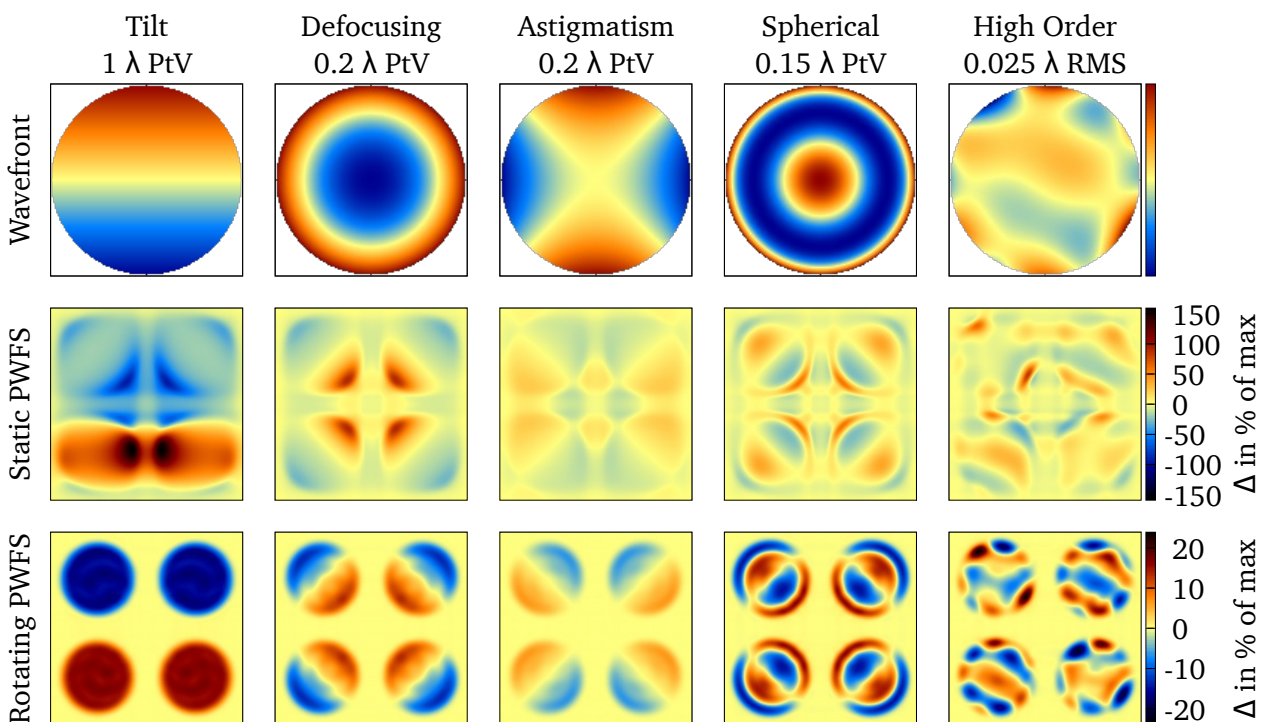 Tilt
1 λ PtV
Defocusing
0.2 λ PtV
Astigmatism
0.2 λ PtV
Spherical
0.15 λ PtV
High Order
0.025 λ RMS
Wavefront
Static PWFS
150
100
50
0
-50
-100
-150
Δ in % of max
Rotating PWFS
20
10
0
-10
-20
Δ in % of max